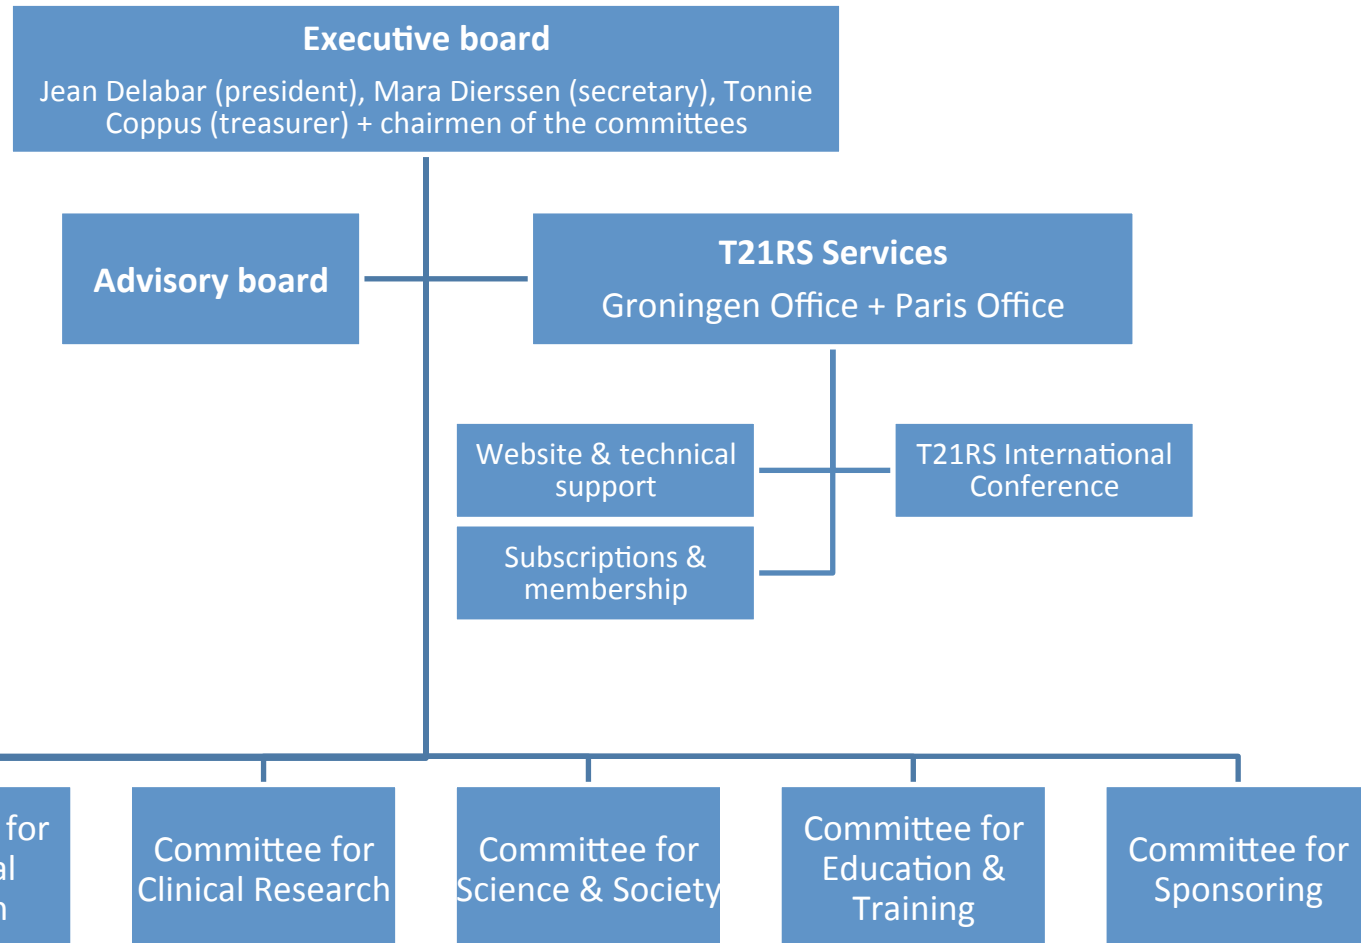 Executive board
Jean Delabar (president), Mara Dierssen (secretary), Tonnie
Coppus (treasurer) + chairmen of the committees
Advisory board
T21RS Services
Groningen Office + Paris Office
Website & technical
support
T21RS International
Conference
Subscriptions &
membership
for
Committee for
Clinical Research
Committee for
Science & Society
Committee for
Education &
Training
Committee for
Sponsoring